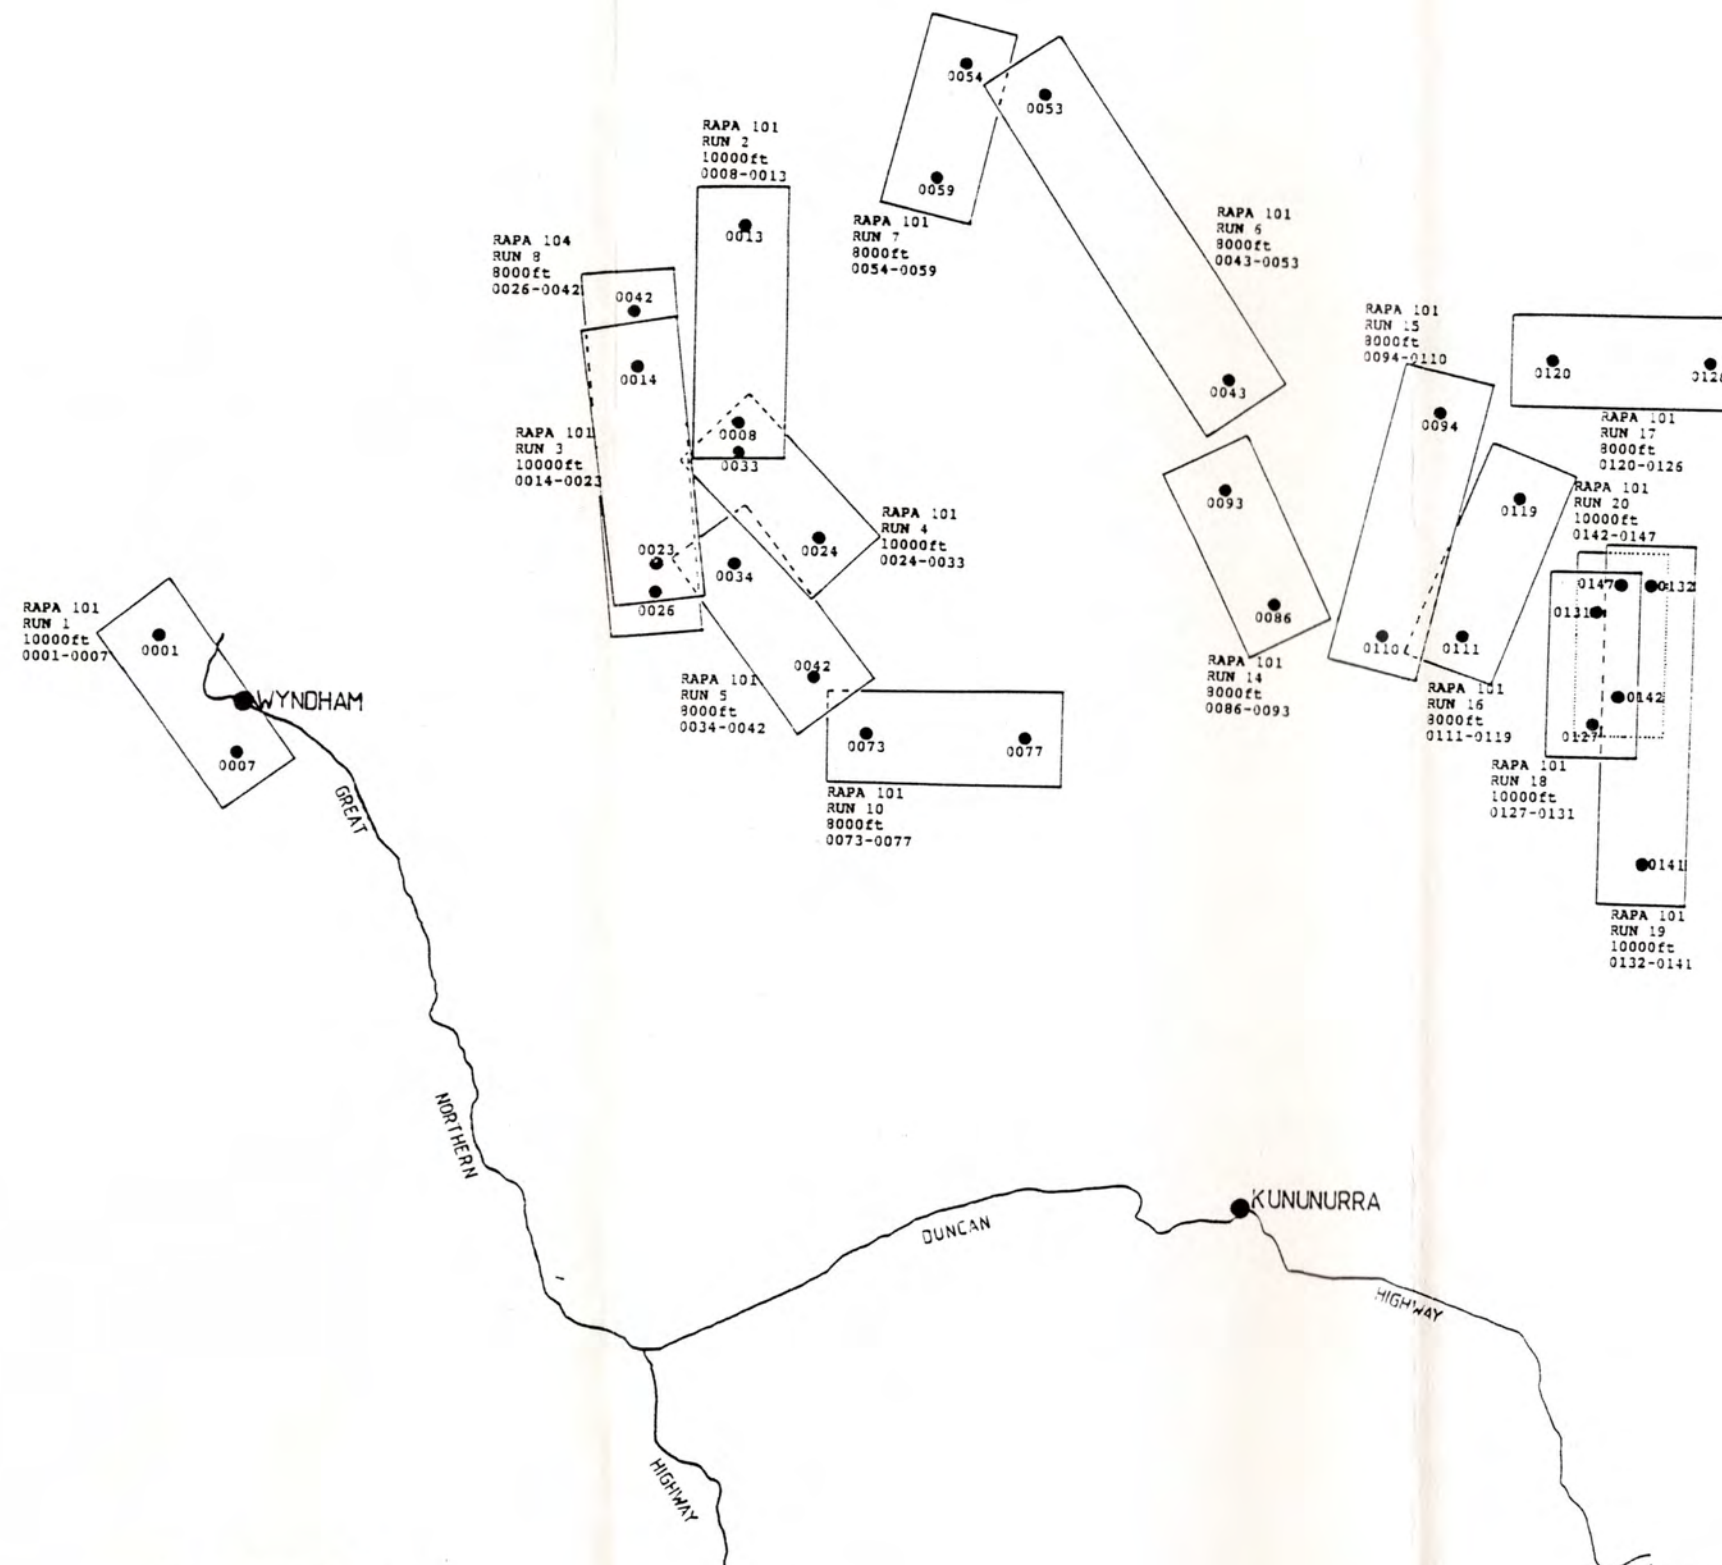 0054
0053
RAPA 101
RUN 2
10000ft
0008-0013
0059
RAPA 101
RUN 7
8000ft
0054-0059
RAPA 101
RUN 6
8000ft
0043-0053
0013
RAPA 104
RUN 8
8000ft
0026-0042
0042
0014
RAPA 101
RUN 15
8000ft
0094-0110
0120
0043
0094
0008
0033
RAPA 101
RUN 3
10000ft
0014-0023
RAPA 101
RUN 17
8000ft
0120-0126
RAPA 101
RUN 20
10000ft
0142-0147
0093
0119
0024
RAPA 101
RUN 4
10000ft
0024-0033
0023
0034
0026
0147
0132
0131
RAPA 101
RUN 1
10000ft
0001-0007
0001
0086
0110
0111
RAPA 101
RUN 14
8000ft
0086-0093
0042
RAPA 101
RUN 5
8000ft
0034-0042
RAPA 101
RUN 16
8000ft
0111-0119
0142
0127
WYNDHAM
0007
0073
0077
RAPA 101
RUN 10
8000ft
0073-0077
RAPA 101
RUN 18
10000ft
0127-0131
GREAT
0141
RAPA 101
RUN 19
10000ft
0132-0141
NORTHERN
KUNUNURRA
DUNCAN
HIGHWAY
HIGHWAY